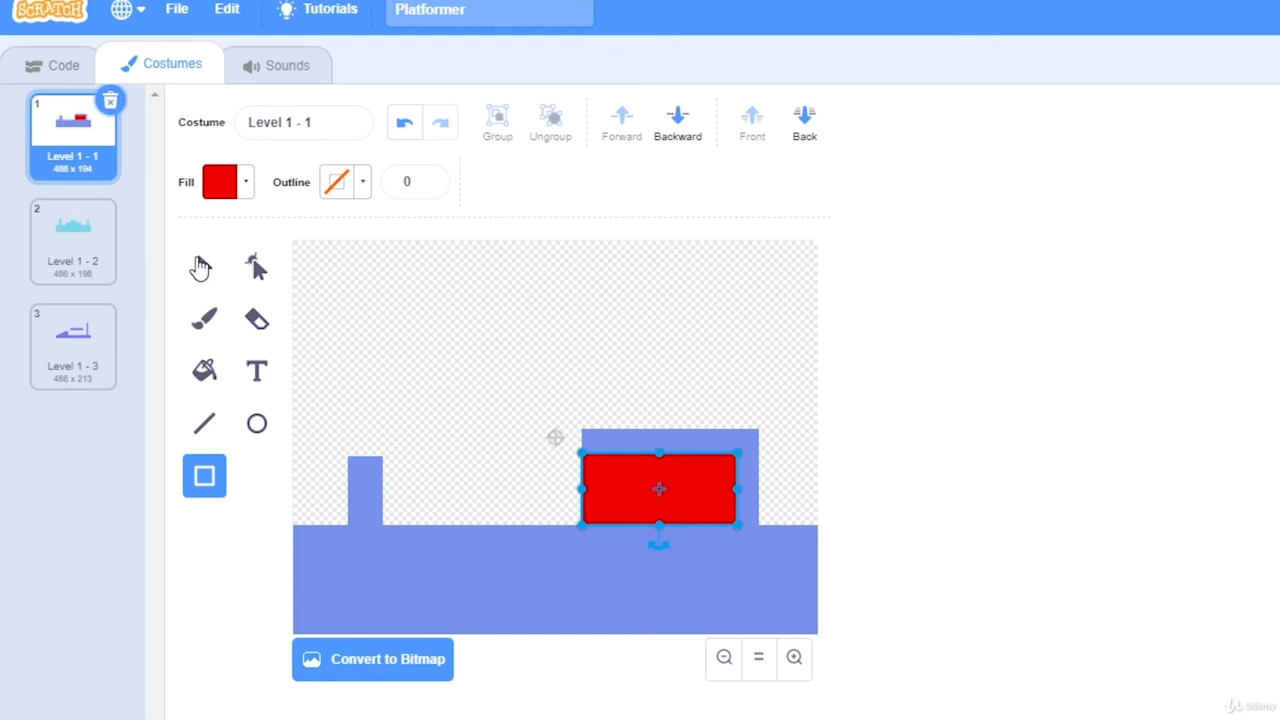 SCRATCH
File Edit Tutorials Platformer
Code Costumes Sounds
1
Level 1 - 1
486 x 194
2
Level 1 - 2
486 x 198
3
Level 1 - 3
486 x 213
Costume Level 1 - 1 Group Ungroup Forward Backward Front Back
Fill Outline 0
T
Convert to Bitmap
Udemy